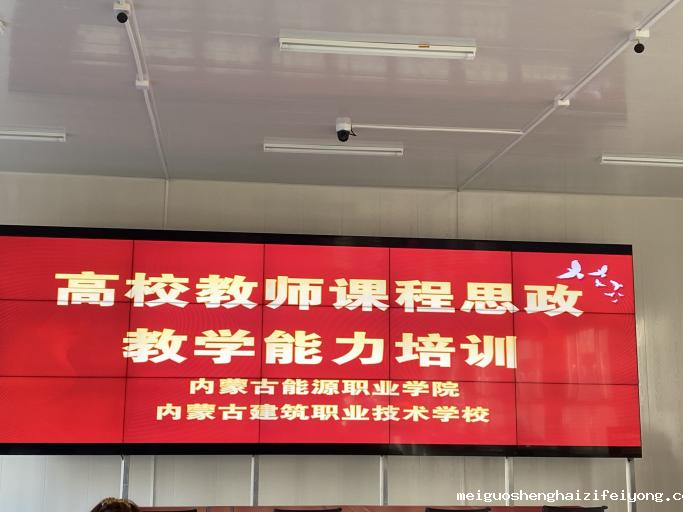 高校教师课程思政
教学能力培训
内蒙古能源职业学院
内蒙古建筑职业技术学校
meiguoshenghaizifeiyong.com